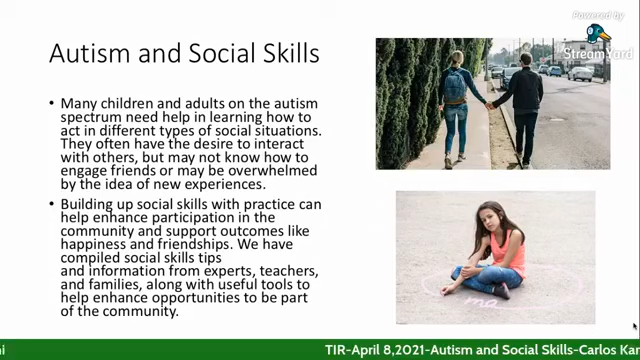 Powered by
StreamYard
Autism and Social Skills
• Many children and adults on the autism
spectrum need help in learning how to
act in different types of social situations.
They often have the desire to interact
with others, but may not know how to
engage friends or may be overwhelmed
by the idea of new experiences.
• Building up social skills with practice can
help enhance participation in the
community and support outcomes like
happiness and friendships. We have
compiled social skills tips
and information from experts, teachers,
and families, along with useful tools to
help enhance opportunities to be part
of the community.
TIR-April 8,2021-Autism and Social Skills-Carlos Kar